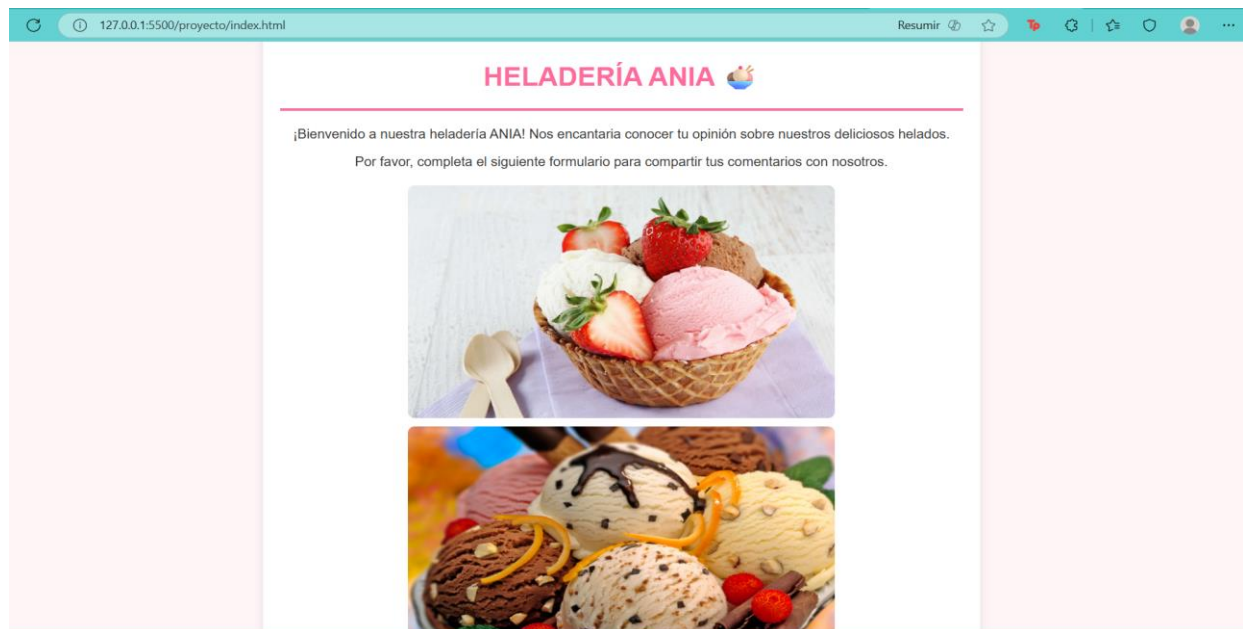 127.0.0.1:5500/proyecto/index.html
Resumir
HELADERÍA ANIA 🍨
¡Bienvenido a nuestra heladería ANIA! Nos encantaria conocer tu opinión sobre nuestros deliciosos helados.
Por favor, completa el siguiente formulario para compartir tus comentarios con nosotros.